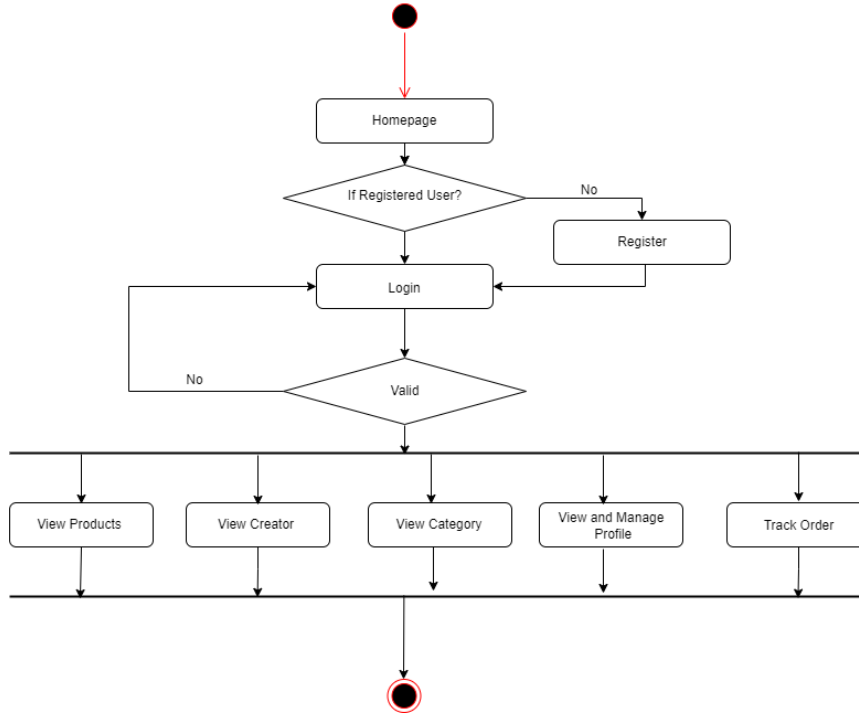 Homepage
If Registered User?
No
Register
Login
No
Valid
View Products
View Creator
View Category
View and Manage
Profile
Track Order